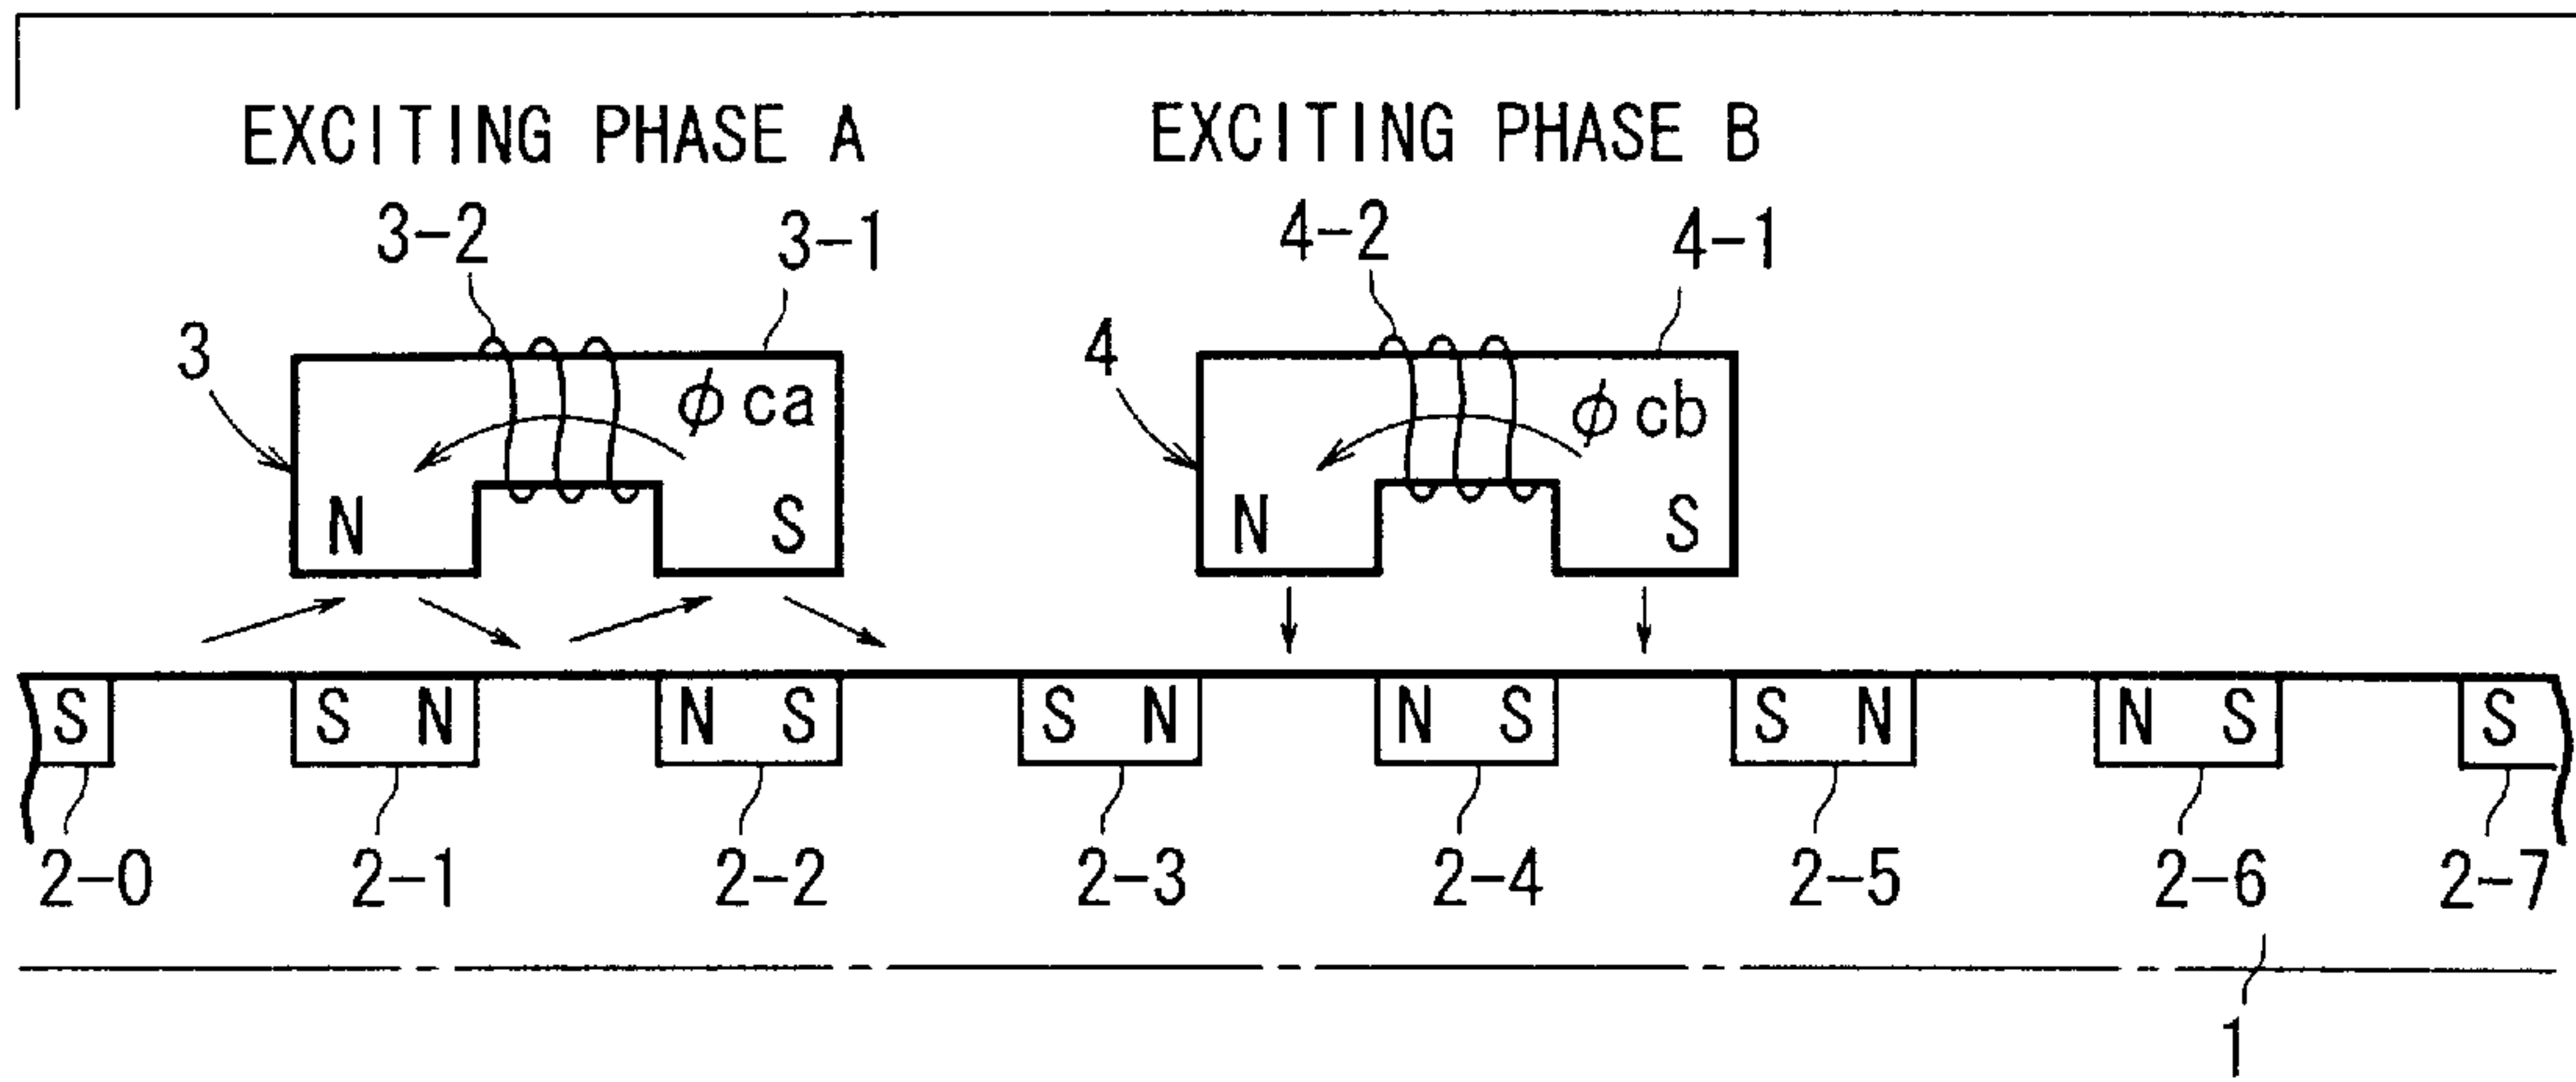 EXCITING PHASE A EXCITING PHASE B
3-2 3-1 4-2 4-1
3 4
ϕca ϕcb
N S N S
S S N N S S N N S S N N S S
2-0 2-1 2-2 2-3 2-4 2-5 2-6 2-7
1